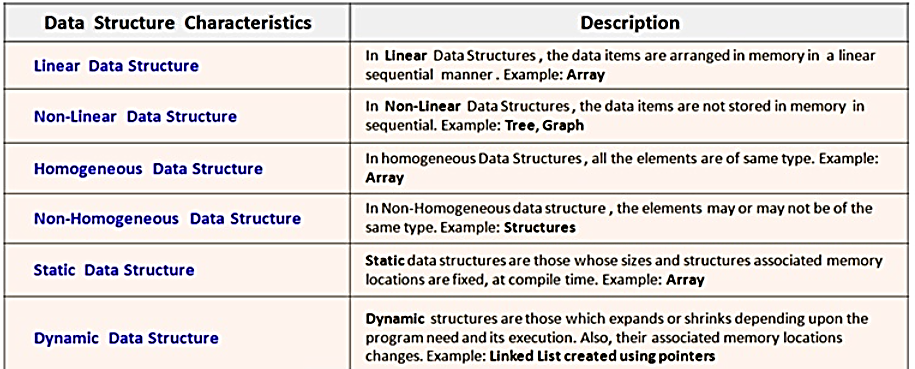 Data Structure Characteristics
Description
Linear Data Structure
In Linear Data Structures, the data items are arranged in memory in a linear
sequential manner. Example: Array
Non-Linear Data Structure
In Non-Linear Data Structures, the data items are not stored in memory in
sequential. Example: Tree, Graph
Homogeneous Data Structure
In homogeneous Data Structures, all the elements are of same type. Example:
Array
Non-Homogeneous Data Structure
In Non-Homogeneous data structure, the elements may or may not be of the
same type. Example: Structures
Static Data Structure
Static data structures are those whose sizes and structures associated memory
locations are fixed, at compile time. Example: Array
Dynamic Data Structure
Dynamic structures are those which expands or shrinks depending upon the
program need and its execution. Also, their associated memory locations
changes. Example: Linked List created using pointers